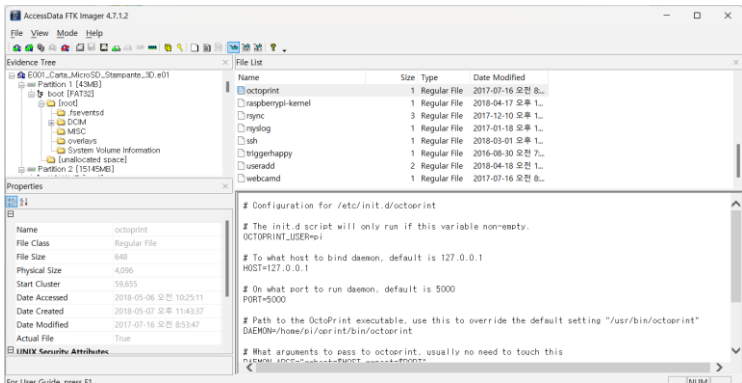 AccessData FTK Imager 4.7.1.2
File View Mode Help
Evidence Tree
E001_Carta_MicroSD_Stampante_3D.e01
Partition 1 [43MB]
boot [FAT32]
[root]
.fseventsd
DCIM
MISC
overlays
System Volume Information
[unallocated space]
Partition 2 [15145MB]
File List
Name Size Type Date Modified
octoprint 1 Regular File 2017-07-16 오전 8:...
raspberrypi-kernel 1 Regular File 2018-04-17 오후 1...
rsync 3 Regular File 2017-12-10 오후 1...
rsyslog 1 Regular File 2017-01-18 오후 1...
ssh 1 Regular File 2018-03-01 오후 1...
triggerhappy 1 Regular File 2016-08-30 오전 7:...
useradd 2 Regular File 2018-04-18 오전 1...
webcamd 1 Regular File 2017-07-16 오전 8:...
Properties
Name octoprint
File Class Regular File
File Size 648
Physical Size 4,096
Start Cluster 59,655
Date Accessed 2018-05-06 오전 10:25:11
Date Created 2018-05-07 오후 11:43:37
Date Modified 2017-07-16 오전 8:53:47
Actual File True
UNIX Security Attributes
# Configuration for /etc/init.d/octoprint
# The init.d script will only run if this variable non-empty.
OCTOPRINT_USER=pi
# To what host to bind daemon, default is 127.0.0.1
HOST=127.0.0.1
# On what port to run daemon, default is 5000
PORT=5000
# Path to the OctoPrint executable, use this to override the default setting "/usr/bin/octoprint"
DAEMON=/home/pi/oprint/bin/octoprint
# What arguments to pass to octoprint, usually no need to touch this
DAEMON_ARGS="--host=$HOST --port=$PORT"
For User Guide, press F1
NUM